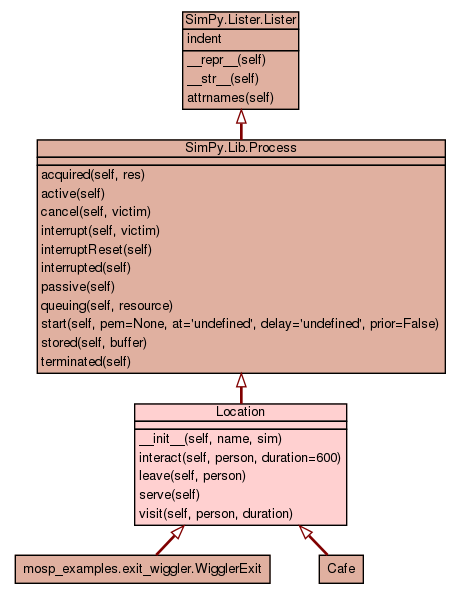 SimPy.Lister.Lister
indent
__repr__(self)
__str__(self)
attrnames(self)
SimPy.Lib.Process
acquired(self, res)
active(self)
cancel(self, victim)
interrupt(self, victim)
interruptReset(self)
interrupted(self)
passive(self)
queuing(self, resource)
start(self, pem=None, at='undefined', delay='undefined', prior=False)
stored(self, buffer)
terminated(self)
Location
__init__(self, name, sim)
interact(self, person, duration=600)
leave(self, person)
serve(self)
visit(self, person, duration)
mosp_examples.exit_wiggler.WigglerExit
Cafe